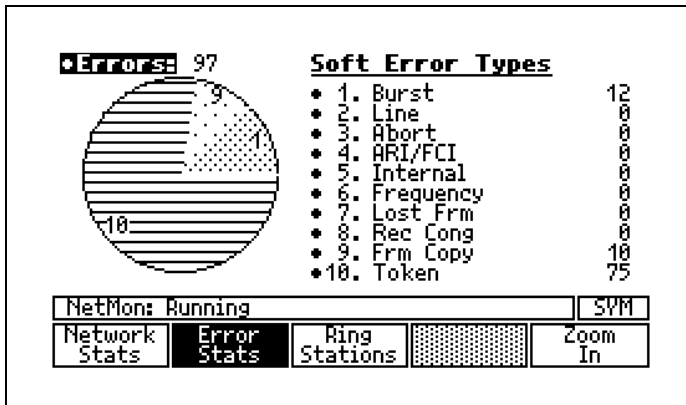 •Errors: 97
9
1
10
Soft Error Types
• 1. Burst 12
• 2. Line 0
• 3. Abort 0
• 4. ARI/FCI 0
• 5. Internal 0
• 6. Frequency 0
• 7. Lost Frm 0
• 8. Rec Cong 0
• 9. Frm Copy 10
•10. Token 75
NetMon: Running
SYM
Network
Stats
Error
Stats
Ring
Stations
Zoom
In